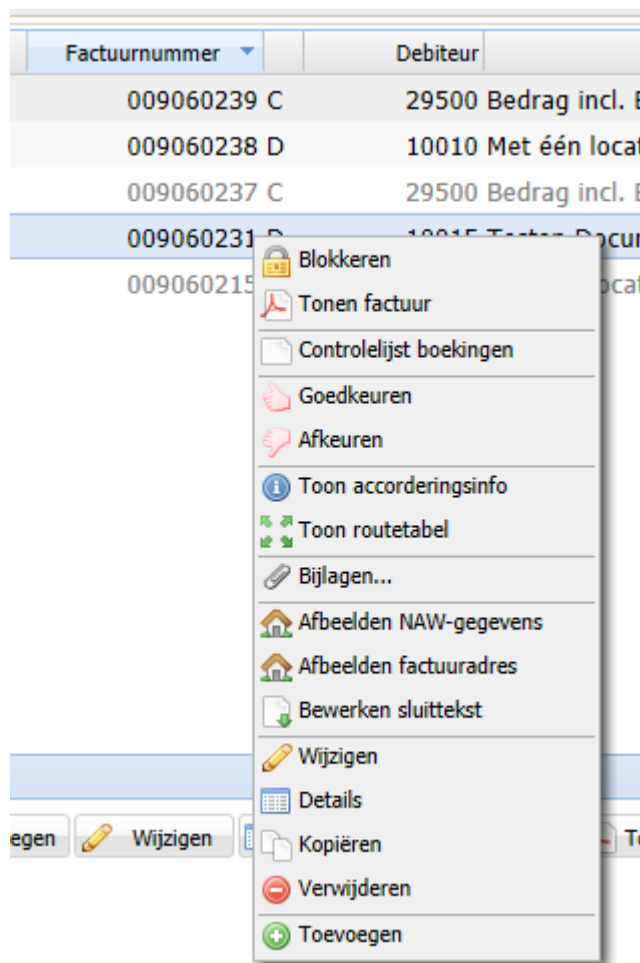 Factuurnummer Debiteur
009060239 C 29500 Bedrag incl.
009060238 D 10010 Met één
009060237 C 29500 Bedrag incl.
009060231
009060215
Blokkeren
Tonen factuur
Controlelijst boekingen
Goedkeuren
Afkeuren
Toon accorderingsinfo
Toon routetabel
Bijlagen...
Afbeelden NAW-gegevens
Afbeelden factuuradres
Bewerken sluittekst
Wijzigen
Details
Kopiëren
Verwijderen
Toevoegen
egen Wijzigen